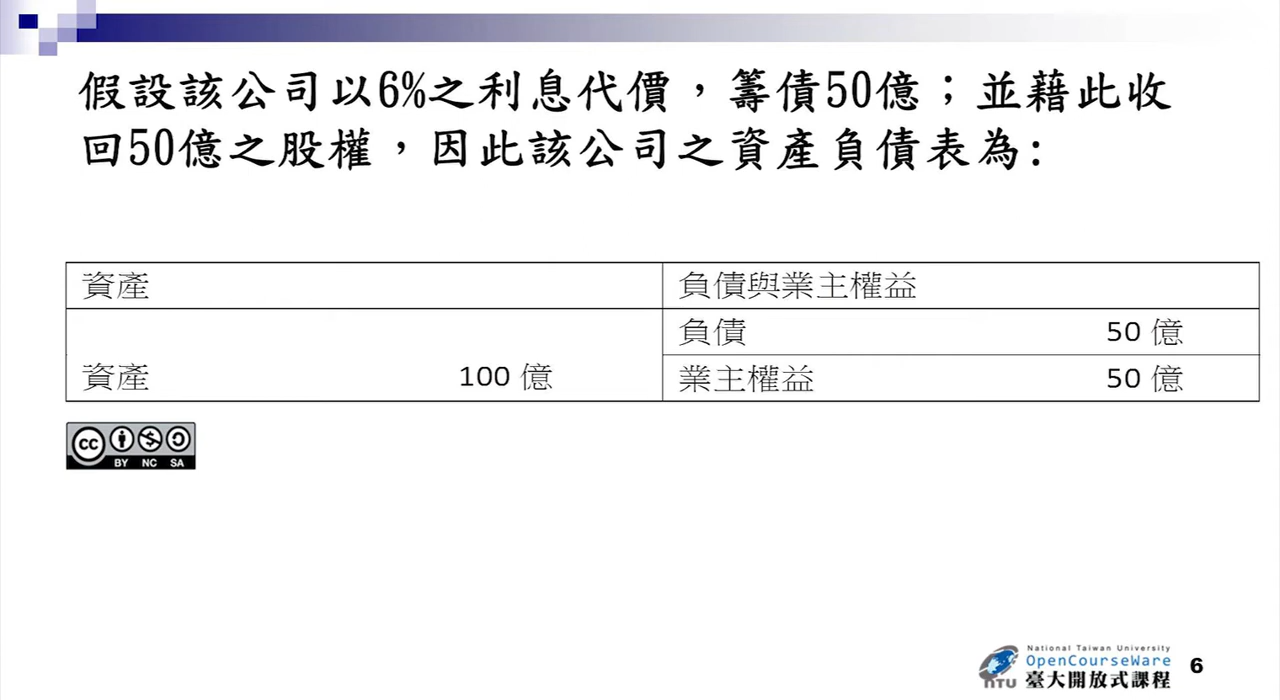 假設該公司以6%之利息代價，籌債50億；並藉此收
回50億之股權，因此該公司之資產負債表為:
資產 負債與業主權益
負債 50 億
資產 100 億 業主權益 50 億
cc BY NC SA
National Taiwan University
OpenCourseWare
NTU 臺大開放式課程 6